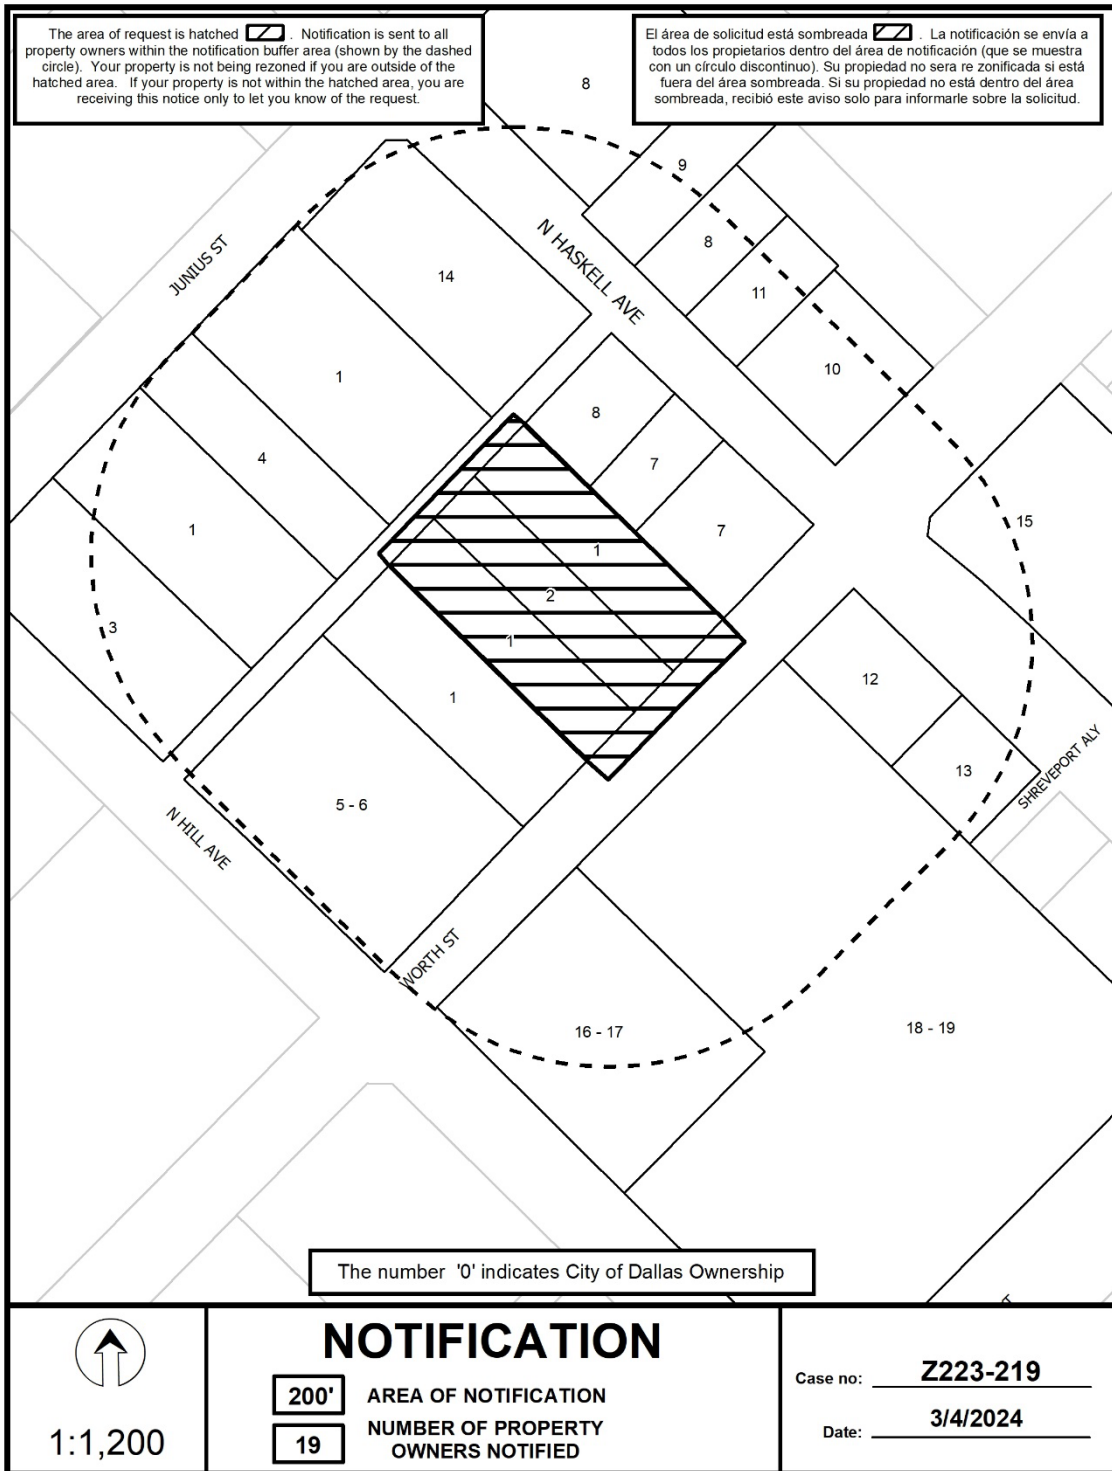 The area of request is hatched . Notification is sent to all
property owners within the notification buffer area (shown by the dashed
circle). Your property is not being rezoned if you are outside of the
hatched area. If your property is not within the hatched area, you are
receiving this notice only to let you know of the request.
El área de solicitud está sombreada . La notificación se envía a
todos los propietarios dentro del área de notificación (que se muestra
con un círculo discontinuo). Su propiedad no sera re zonificada si está
fuera del área sombreada. Si su propiedad no está dentro del área
sombreada, recibió este aviso solo para informarle sobre la solicitud.
8
9
JUNIUS ST
N HASKELL AVE
8
14
11
10
1
8
4
7
15
1
7
1
2
3
1
12
1
13
SHREVEPORT ALY
5 - 6
N HILL AVE
WORTH ST
16 - 17
18 - 19
The number '0' indicates City of Dallas Ownership
1:1,200
NOTIFICATION
200' AREA OF NOTIFICATION
19 NUMBER OF PROPERTY
OWNERS NOTIFIED
Case no: Z223-219
Date: 3/4/2024